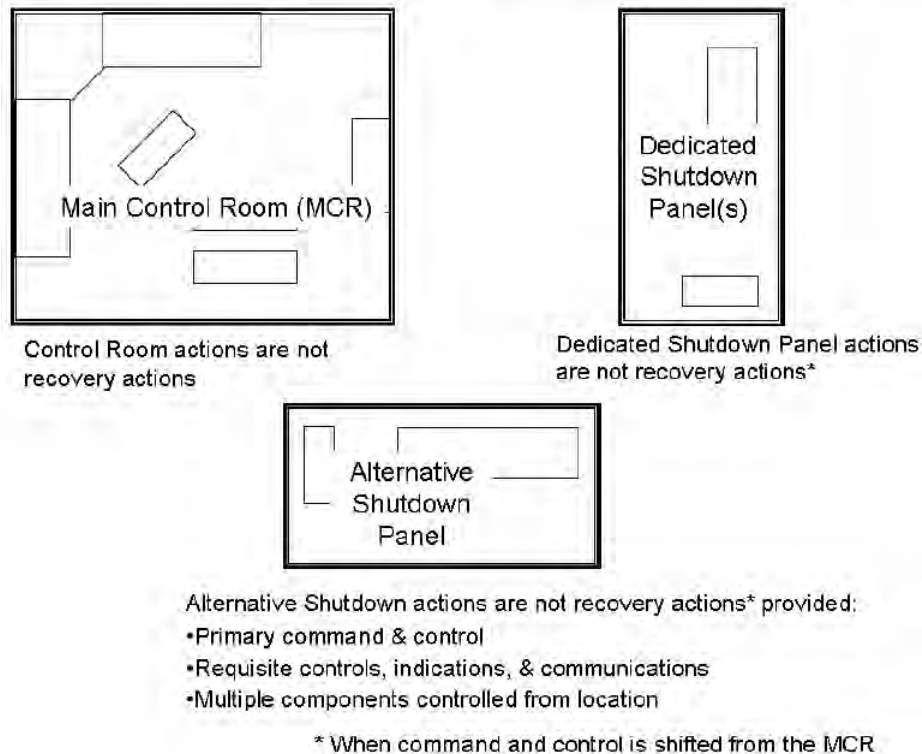 Main Control Room (MCR)
Dedicated
Shutdown
Panel(s)
Control Room actions are not
recovery actions
Dedicated Shutdown Panel actions
are not recovery actions*
Alternative
Shutdown
Panel
Alternative Shutdown actions are not recovery actions* provided:
•Primary command & control
•Requisite controls, indications, & communications
•Multiple components controlled from location
* When command and control is shifted from the MCR